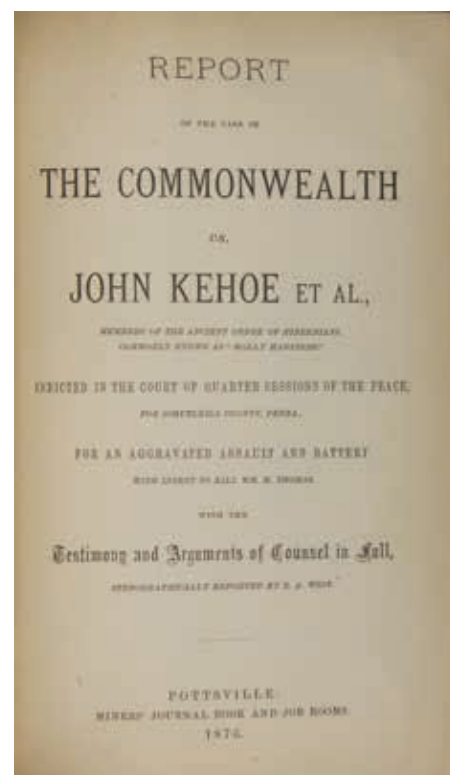 REPORT
OF THE CASE OF
THE COMMONWEALTH
VS.
JOHN KEHOE ET AL.,
MEMBERS OF THE ANCIENT ORDER OF HIBERNIANS,
COMMONLY KNOWN AS "MOLLY MAGUIRES"
INDICTED IN THE COURT OF QUARTER SESSIONS OF THE PEACE,
FOR SCHUYLKILL COUNTY, PENNA.,
FOR AN AGGRAVATED ASSAULT AND BATTERY
WITH INTENT TO KILL WM. M. THOMAS
WITH THE
Testimony and Arguments of Counsel in Full,
STENOGRAPHICALLY REPORTED BY R. A. WEST.
POTTSVILLE:
MINERS' JOURNAL BOOK AND JOB ROOMS.
1876.